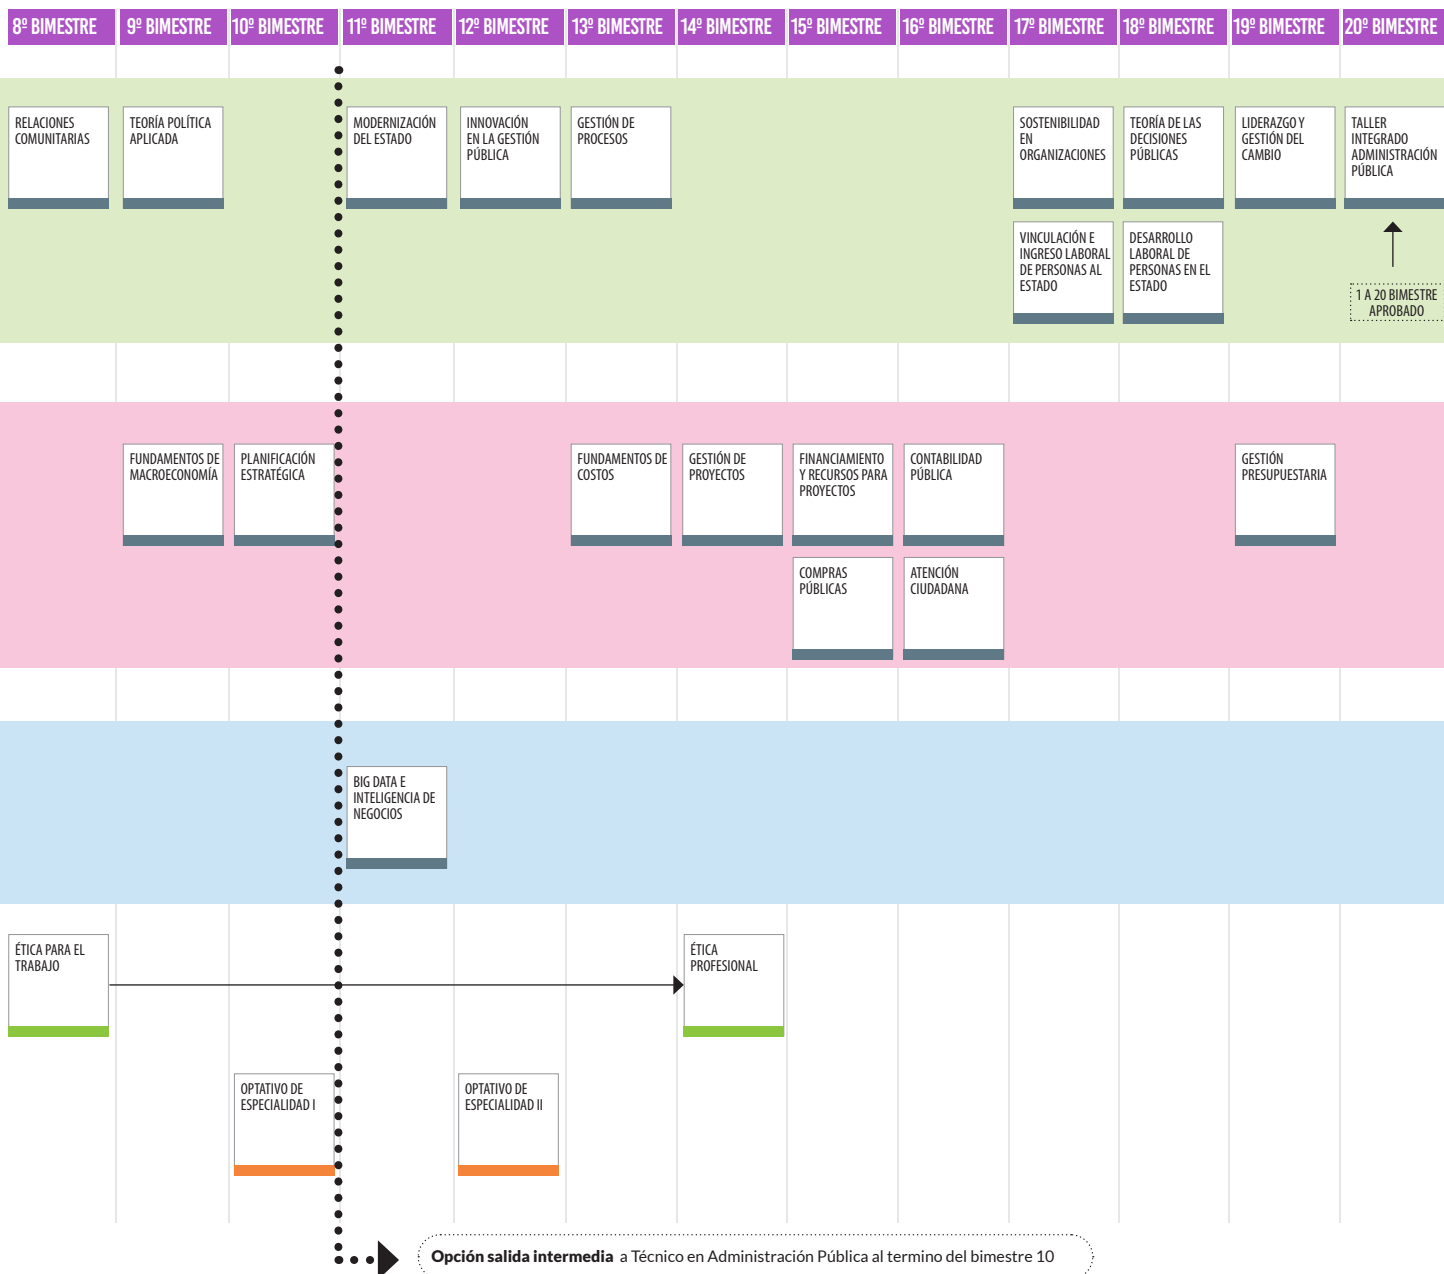 8º BIMESTRE
9º BIMESTRE
10º BIMESTRE
11º BIMESTRE
12º BIMESTRE
13º BIMESTRE
14º BIMESTRE
15º BIMESTRE
16º BIMESTRE
17º BIMESTRE
18º BIMESTRE
19º BIMESTRE
20º BIMESTRE
RELACIONES
COMUNITARIAS
TEORÍA POLÍTICA
APLICADA
MODERNIZACIÓN
DEL ESTADO
INNOVACIÓN
EN LA GESTIÓN
PÚBLICA
GESTIÓN DE
PROCESOS
SOSTENIBILIDAD
EN
ORGANIZACIONES
TEORÍA DE LAS
DECISIONES
PÚBLICAS
LIDERAZGO Y
GESTIÓN DEL
CAMBIO
TALLER
INTEGRADO
ADMINISTRACIÓN
PÚBLICA
VINCULACIÓN E
INGRESO LABORAL
DE PERSONAS AL
ESTADO
DESARROLLO
LABORAL DE
PERSONAS EN EL
ESTADO
1 A 20 BIMESTRE
APROBADO
FUNDAMENTOS DE
MACROECONOMÍA
PLANIFICACIÓN
ESTRATÉGICA
FUNDAMENTOS DE
COSTOS
GESTIÓN DE
PROYECTOS
FINANCIAMIENTO
Y RECURSOS PARA
PROYECTOS
CONTABILIDAD
PÚBLICA
GESTIÓN
PRESUPUESTARIA
COMPRAS
PÚBLICAS
ATENCIÓN
CIUDADANA
BIG DATA E
INTELIGENCIA DE
NEGOCIOS
ÉTICA PARA EL
TRABAJO
ÉTICA
PROFESIONAL
OPTATIVO DE
ESPECIALIDAD I
OPTATIVO DE
ESPECIALIDAD II
Opción salida intermedia a Técnico en Administración Pública al termino del bimestre 10